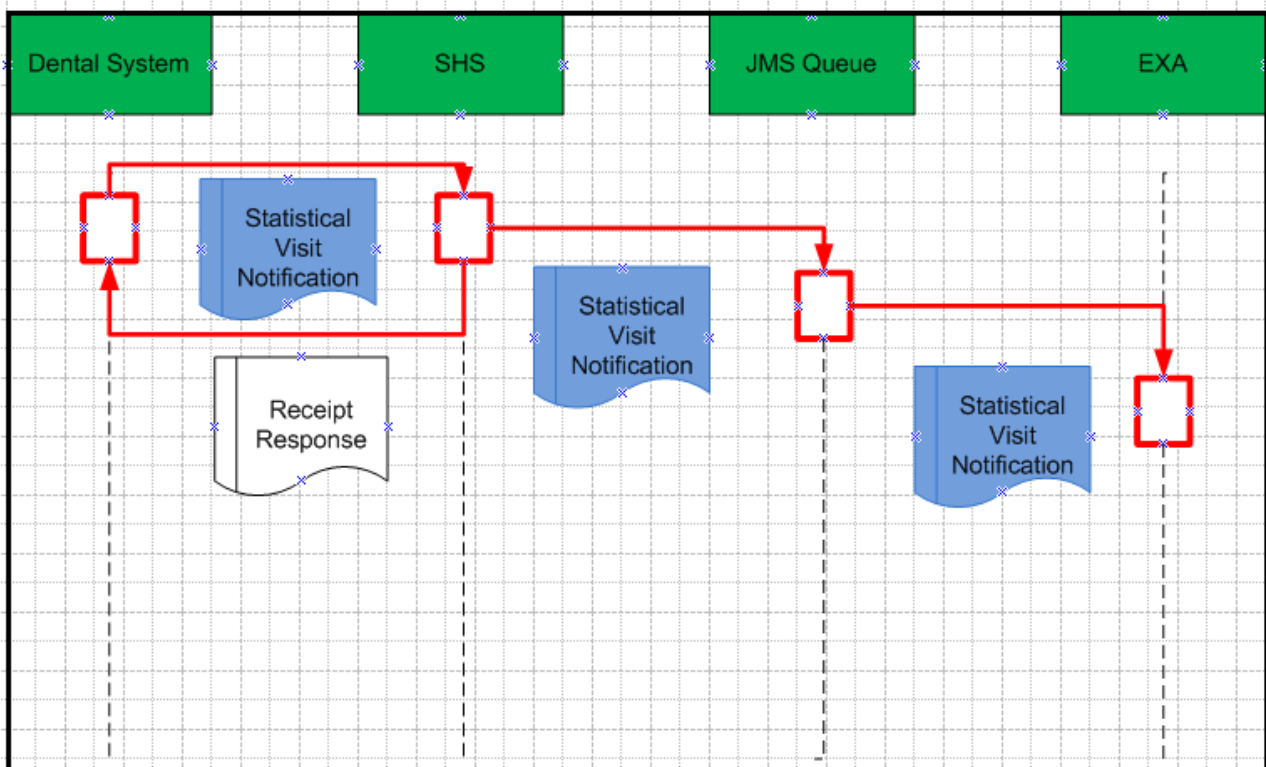 Dental System
SHS
JMS Queue
EXA
Statistical
Visit
Notification
Statistical
Visit
Notification
Receipt
Response
Statistical
Visit
Notification